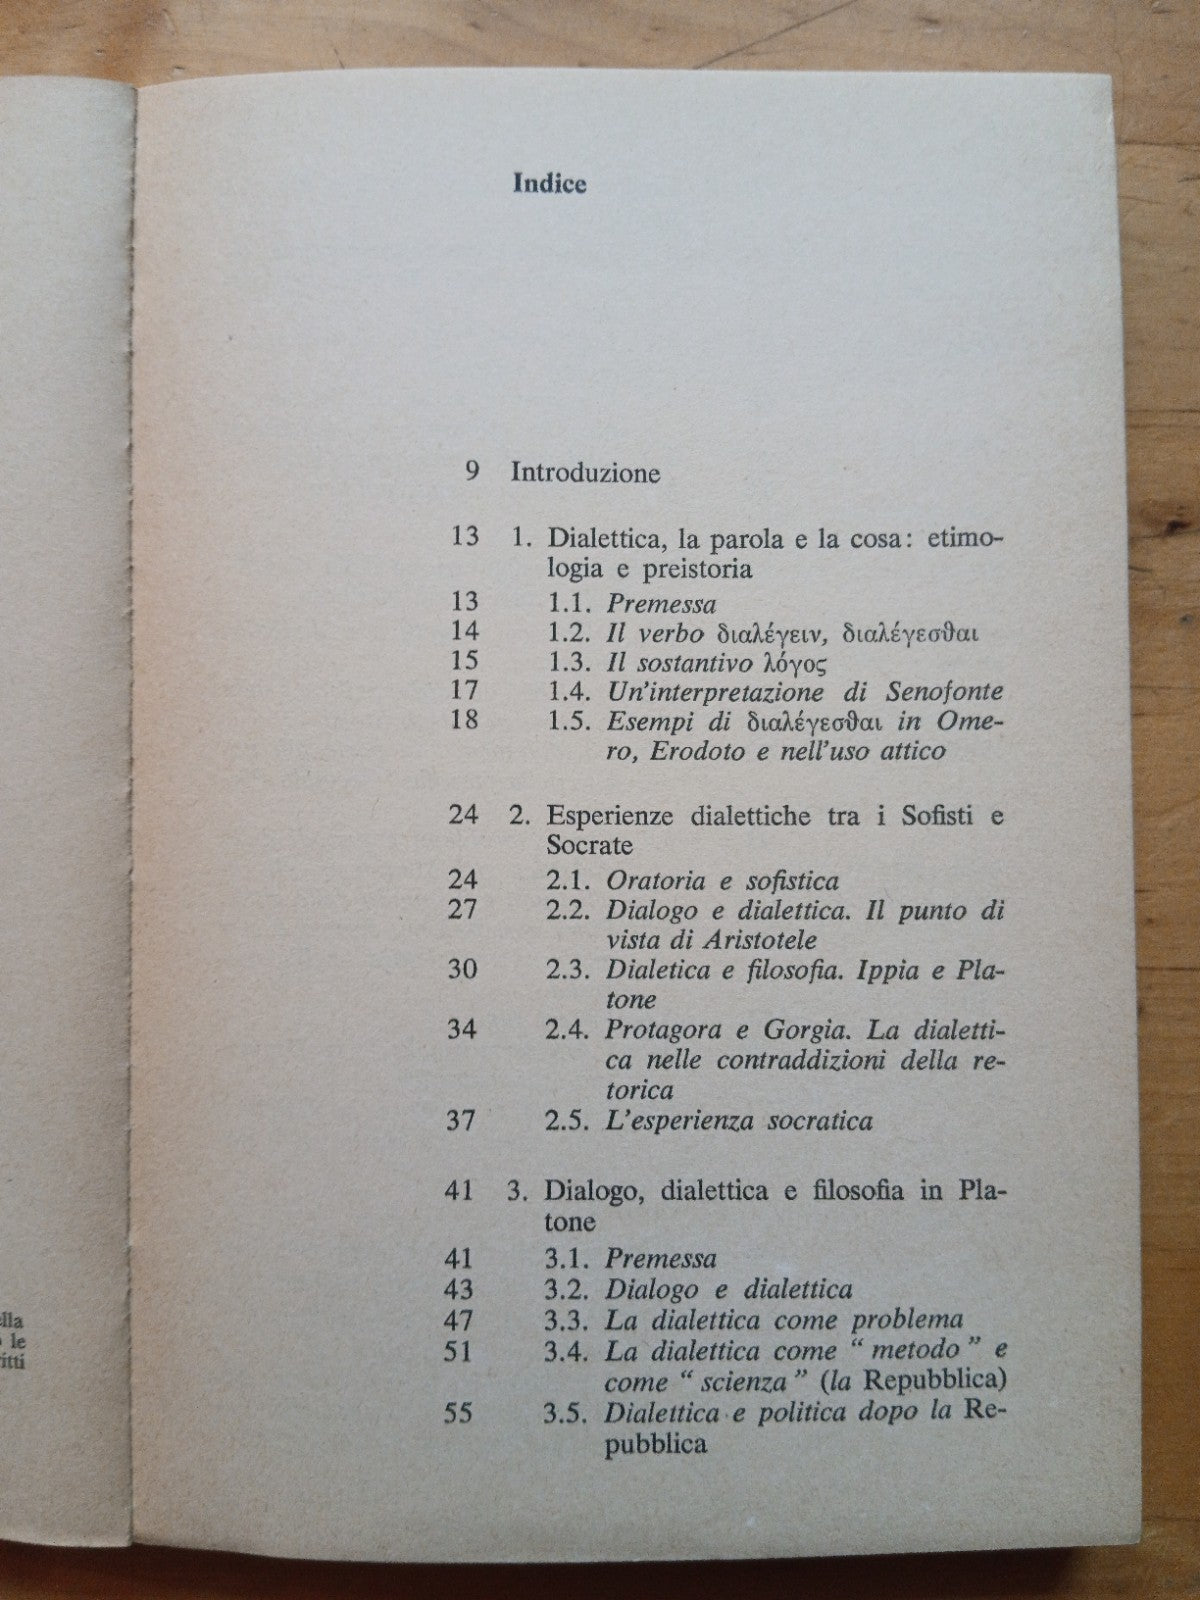 Indice
9 Introduzione
13 1. Dialettica, la parola e la cosa: etimo-
logia e preistoria
13 1.1. Premessa
14 1.2. Il verbo διαλέγειν, διαλέγεσϑαι
15 1.3. Il sostantivo λόγος
17 1.4. Un'interpretazione di Senofonte
18 1.5. Esempi di διαλέγεσϑαι in Ome-
ro, Erodoto e nell'uso attico
24 2. Esperienze dialettiche tra i Sofisti e
Socrate
24 2.1. Oratoria e sofistica
27 2.2. Dialogo e dialettica. Il punto di
vista di Aristotele
30 2.3. Dialetica e filosofia. Ippia e Pla-
tone
34 2.4. Protagora e Gorgia. La dialetti-
ca nelle contraddizioni della re-
torica
37 2.5. L'esperienza socratica
41 3. Dialogo, dialettica e filosofia in Pla-
tone
41 3.1. Premessa
43 3.2. Dialogo e dialettica
47 3.3. La dialettica come problema
51 3.4. La dialettica come “ metodo ” e
come “ scienza ” (la Repubblica)
55 3.5. Dialettica e politica dopo la Re-
pubblica
le